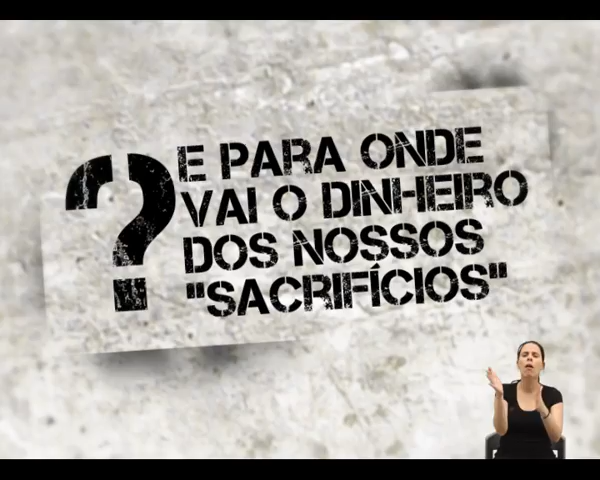 ? E PARA ONDE
VAI O DINHEIRO
DOS NOSSOS
"SACRIFÍCIOS"